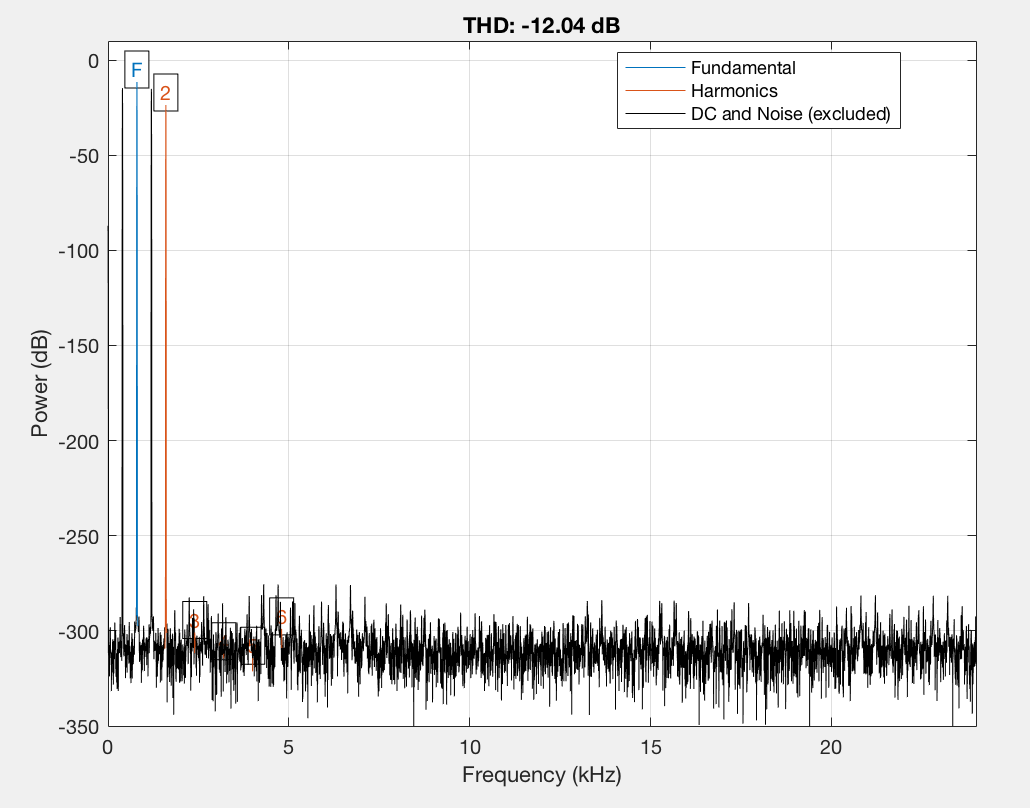 THD: -12.04 dB
F
2
Fundamental
Harmonics
DC and Noise (excluded)
0
-50
-100
-150
-200
-250
-300
-350
Power (dB)
3
6
0
5
10
15
20
Frequency (kHz)